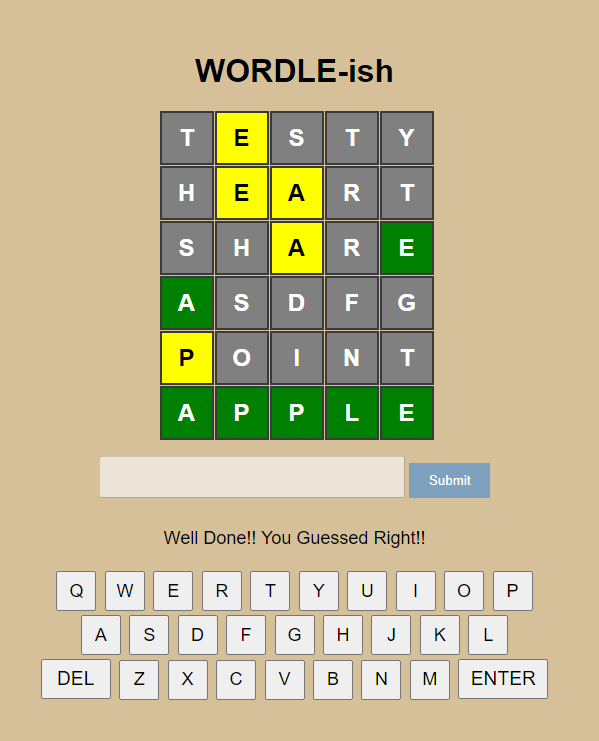 WORDLE-ish
T E S T Y
H E A R T
S H A R E
A S D F G
P O I N T
A P P L E
Submit
Well Done!! You Guessed Right!!
Q W E R T Y U I O P
A S D F G H J K L
DEL Z X C V B N M ENTER